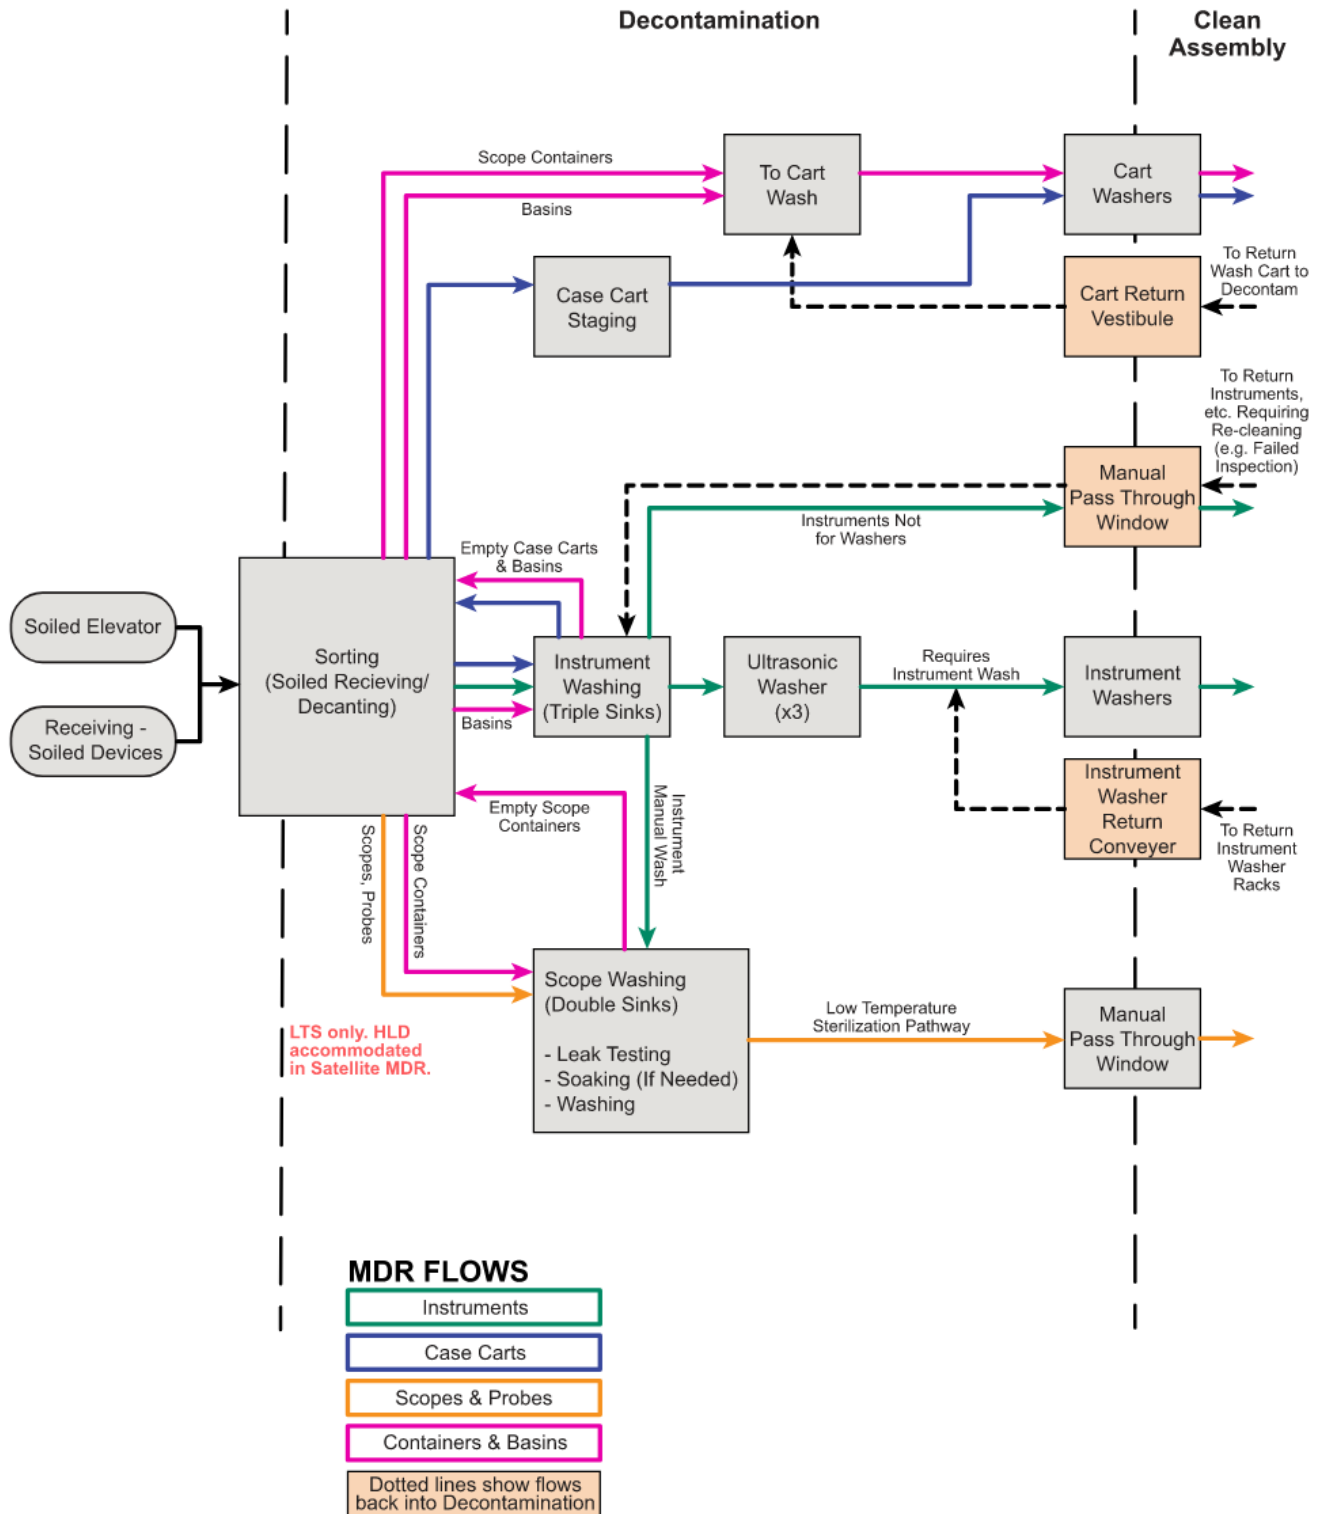 Decontamination
Clean
Assembly
Scope Containers
Basins
To Cart
Wash
Cart
Washers
Case Cart
Staging
To Return
Wash Cart to
Decontam
Cart Return
Vestibule
To Return
Instruments,
etc. Requiring
Re-cleaning
(e.g. Failed
Inspection)
Manual
Pass Through
Window
Instruments Not
for Washers
Empty Case Carts
& Basins
Soiled Elevator
Receiving -
Soiled Devices
Sorting
(Soiled Recieving/
Decanting)
Basins
Instrument
Washing
(Triple Sinks)
Ultrasonic
Washer
(x3)
Requires
Instrument Wash
Instrument
Washers
Instrument
Washer
Return
Conveyer
To Return
Instrument
Washer
Racks
Empty Scope
Containers
Instrument
Manual Wash
Scopes, Probes
Scope Containers
Scope Washing
(Double Sinks)
- Leak Testing
- Soaking (If Needed)
- Washing
Low Temperature
Sterilization Pathway
Manual
Pass Through
Window
LTS only. HLD
accommodated
in Satellite MDR.
MDR FLOWS
Instruments
Case Carts
Scopes & Probes
Containers & Basins
Dotted lines show flows
back into Decontamination